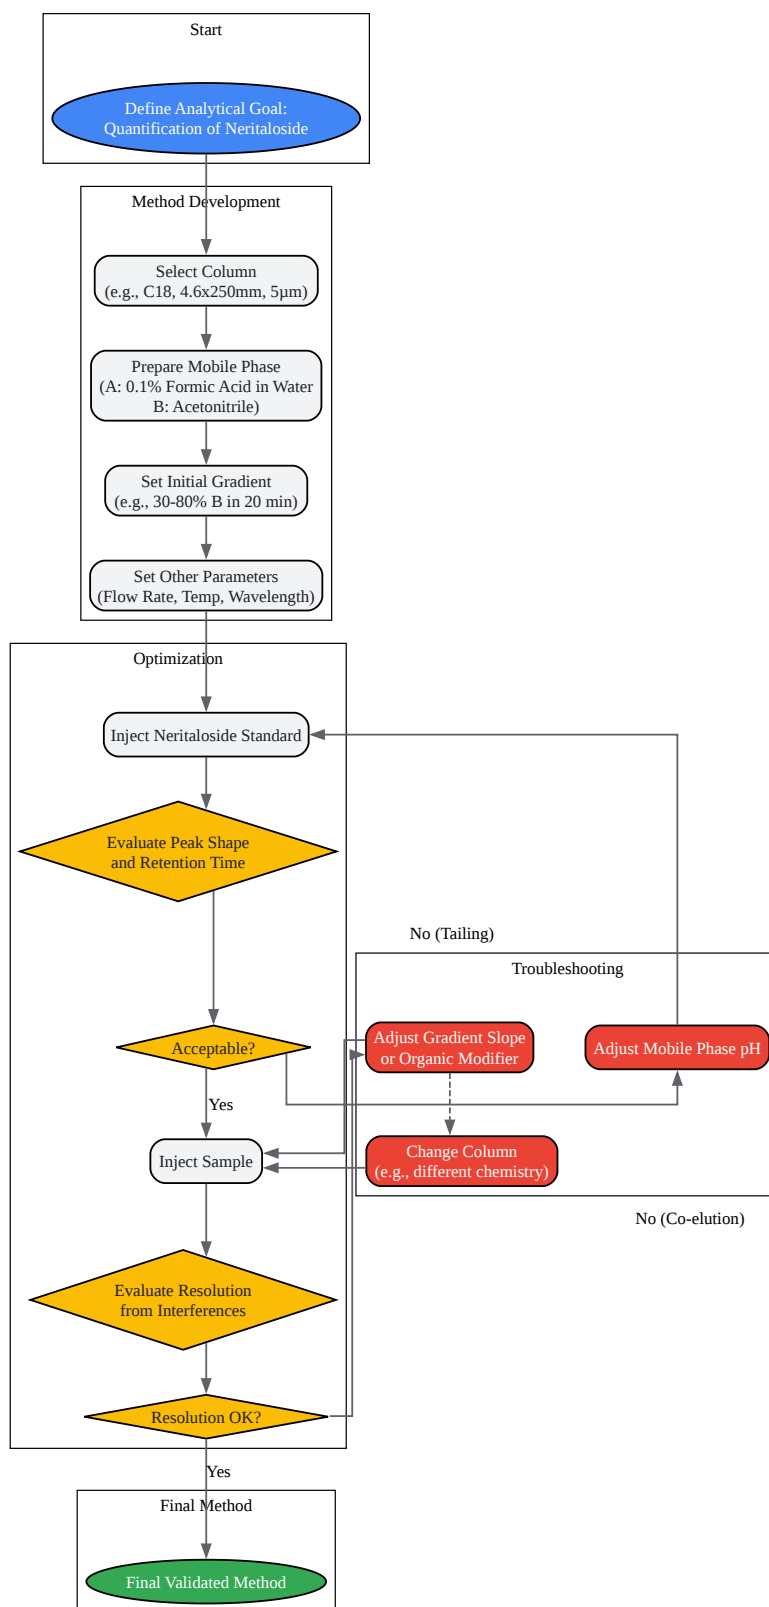 Start
Define Analytical Goal:
Quantification of Neritaloside
Method Development
Select Column
(e.g., C18, 4.6x250mm, 5µm)
Prepare Mobile Phase
(A: 0.1% Formic Acid in Water
B: Acetonitrile)
Set Initial Gradient
(e.g., 30-80% B in 20 min)
Set Other Parameters
(Flow Rate, Temp, Wavelength)
Optimization
Inject Neritaloside Standard
Evaluate Peak Shape
and Retention Time
No (Tailing)
Troubleshooting
Acceptable?
Adjust Gradient Slope
or Organic Modifier
Adjust Mobile Phase pH
Yes
Inject Sample
Change Column
(e.g., different chemistry)
No (Co-elution)
Evaluate Resolution
from Interferences
Resolution OK?
Yes
Final Method
Final Validated Method